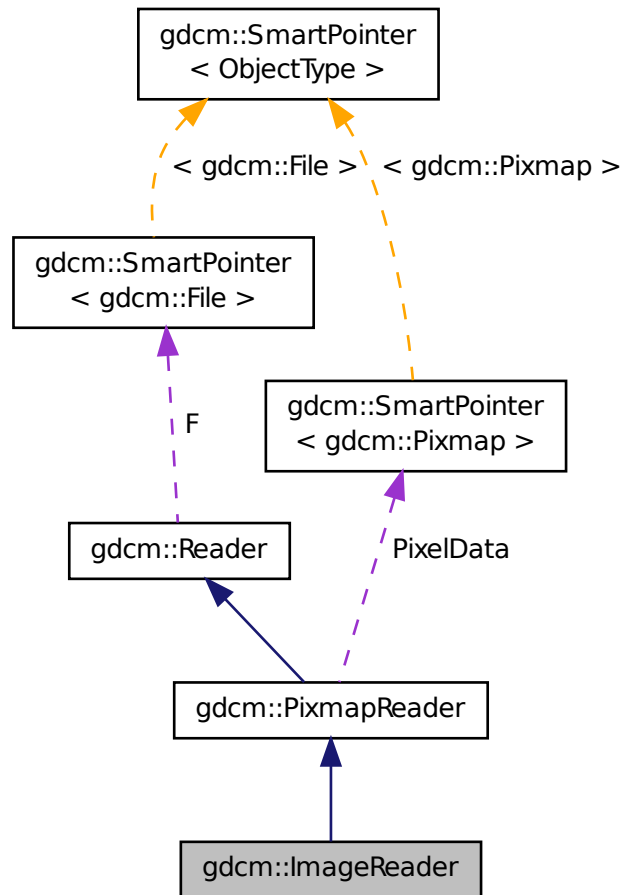 gdcm::SmartPointer
< ObjectType >
< gdcm::File >
< gdcm::Pixmap >
gdcm::SmartPointer
< gdcm::File >
gdcm::SmartPointer
< gdcm::Pixmap >
F
gdcm::Reader
PixelData
gdcm::PixmapReader
gdcm::ImageReader